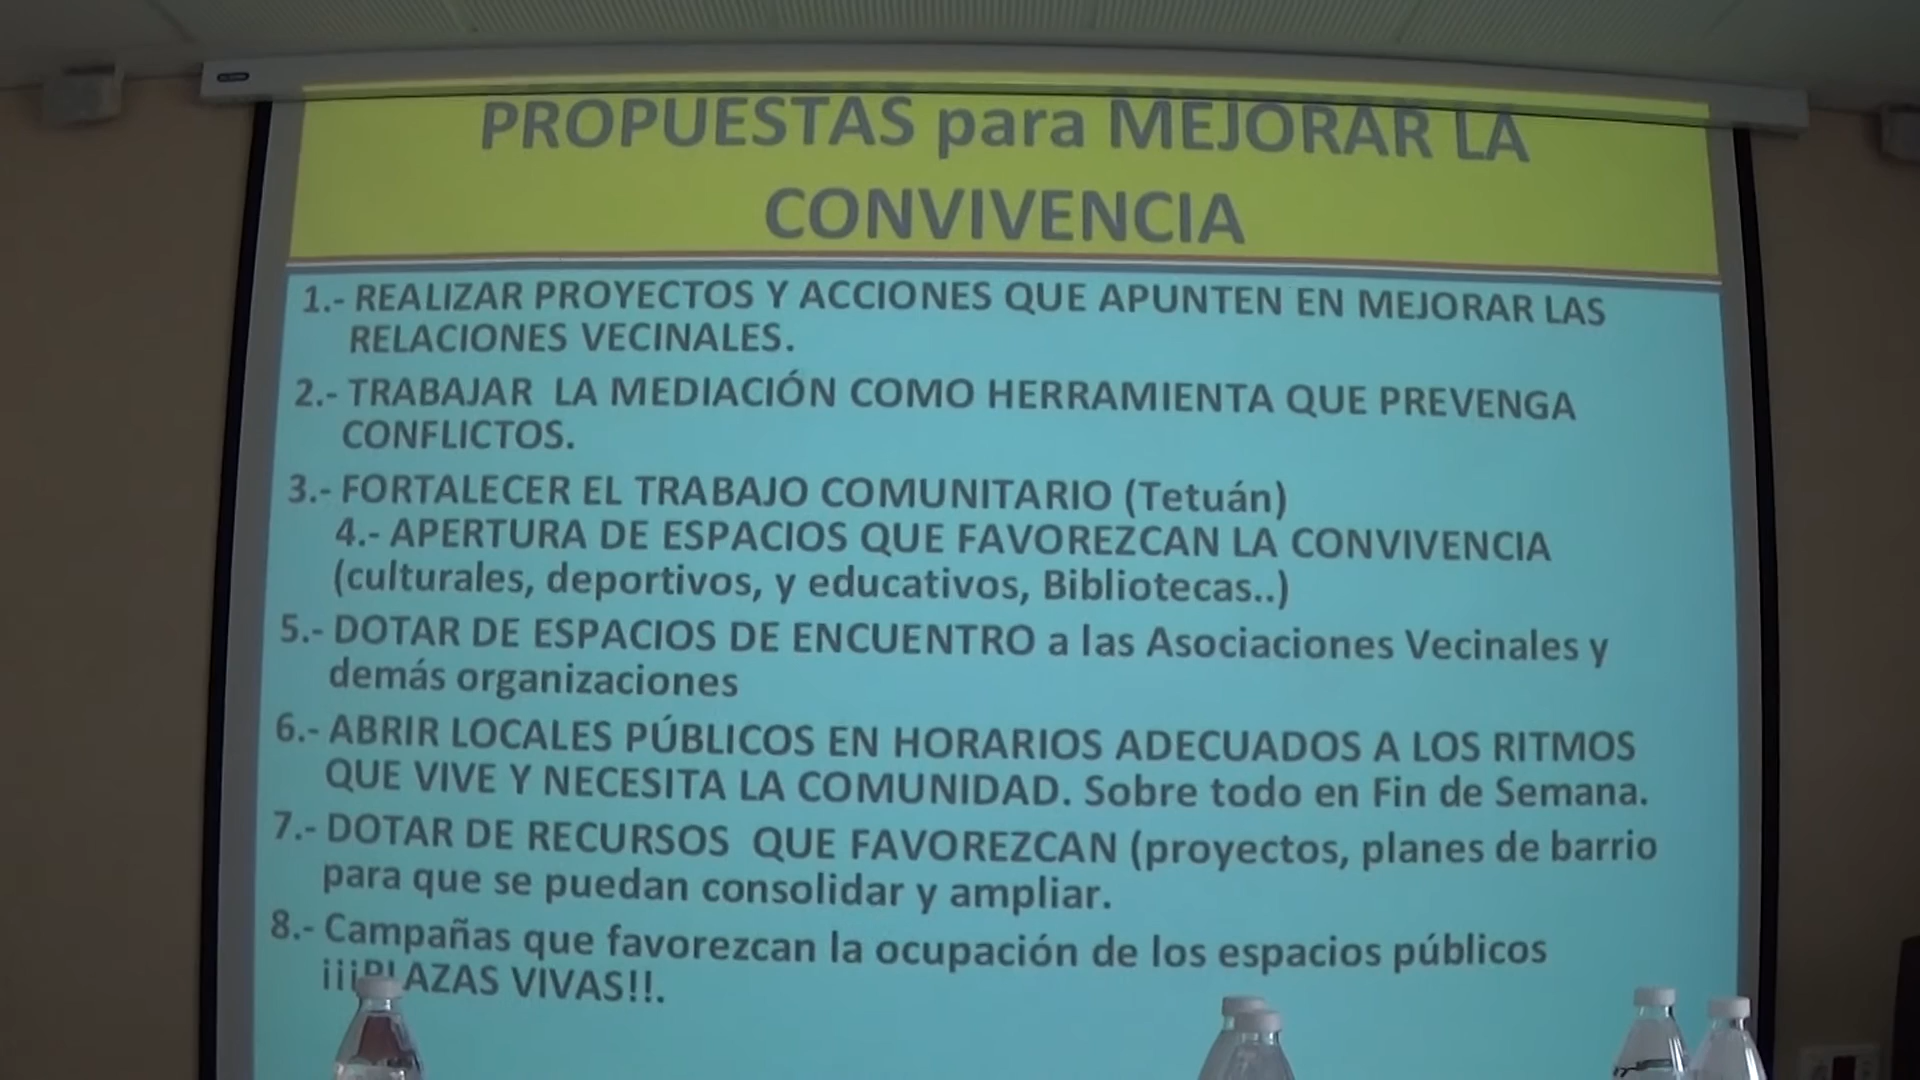 PROPUESTAS para MEJORAR LA
CONVIVENCIA
1.- REALIZAR PROYECTOS Y ACCIONES QUE APUNTEN EN MEJORAR LAS
RELACIONES VECINALES.
2.- TRABAJAR LA MEDIACIÓN COMO HERRAMIENTA QUE PREVENGA
CONFLICTOS.
3.- FORTALECER EL TRABAJO COMUNITARIO (Tetuán)
4.- APERTURA DE ESPACIOS QUE FAVOREZCAN LA CONVIVENCIA
(culturales, deportivos, y educativos, Bibliotecas..)
5.- DOTAR DE ESPACIOS DE ENCUENTRO a las Asociaciones Vecinales y
demás organizaciones
6.- ABRIR LOCALES PÚBLICOS EN HORARIOS ADECUADOS A LOS RITMOS
QUE VIVE Y NECESITA LA COMUNIDAD. Sobre todo en Fin de Semana.
7.- DOTAR DE RECURSOS QUE FAVOREZCAN (proyectos, planes de barrio
para que se puedan consolidar y ampliar.
8.- Campañas que favorezcan la ocupación de los espacios públicos
¡¡¡PLAZAS VIVAS!!.